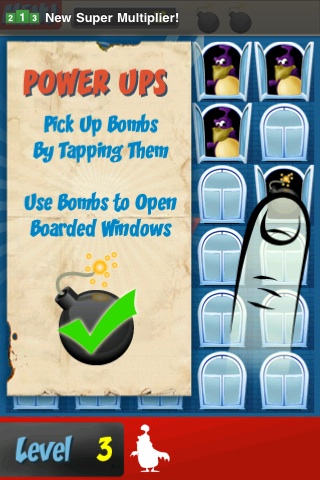 2 1 3 New Super Multiplier!
POWER UPS
Pick Up Bombs
By Tapping Them
Use Bombs to Open
Boarded Windows
Level 3